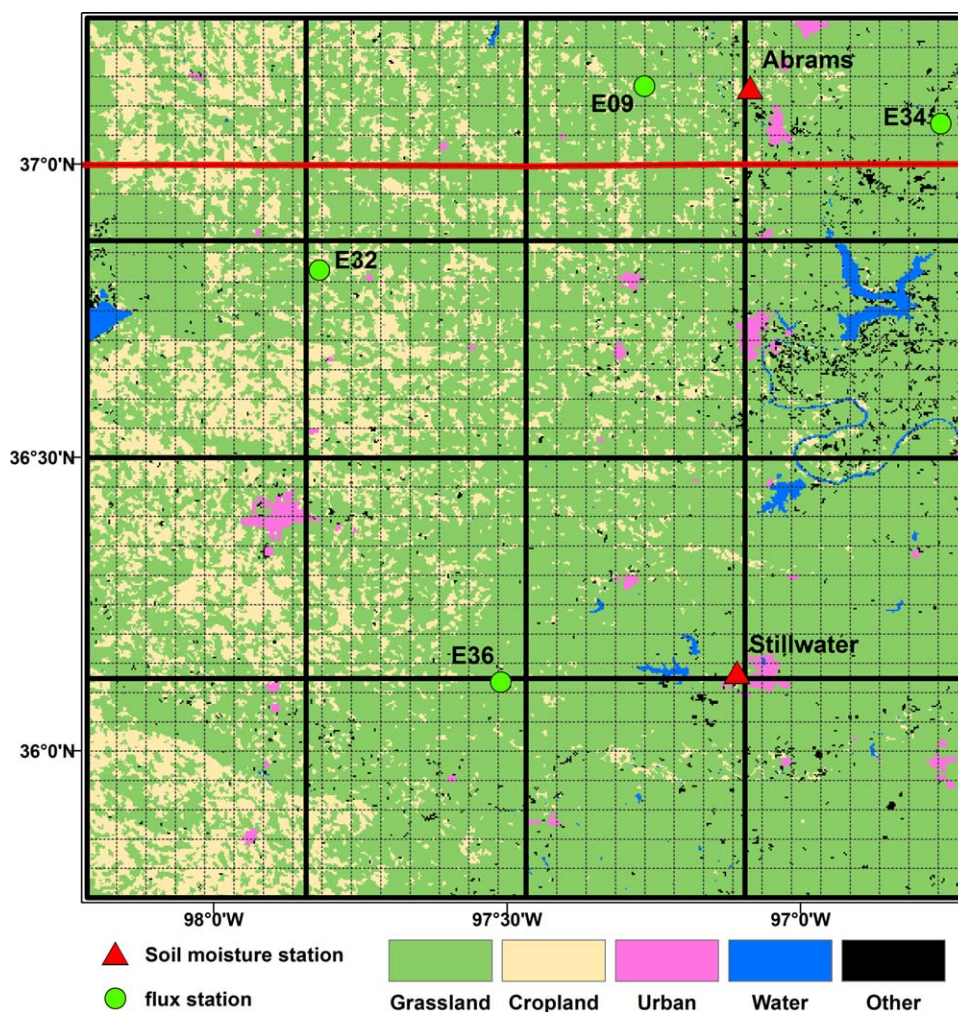 Abrams
E09
E34
37°0'N
E32
36°30'N
Stillwater
E36
36°0'N
98°0'W
97°30'W
97°0'W
Soil moisture station
flux station
Grassland
Cropland
Urban
Water
Other